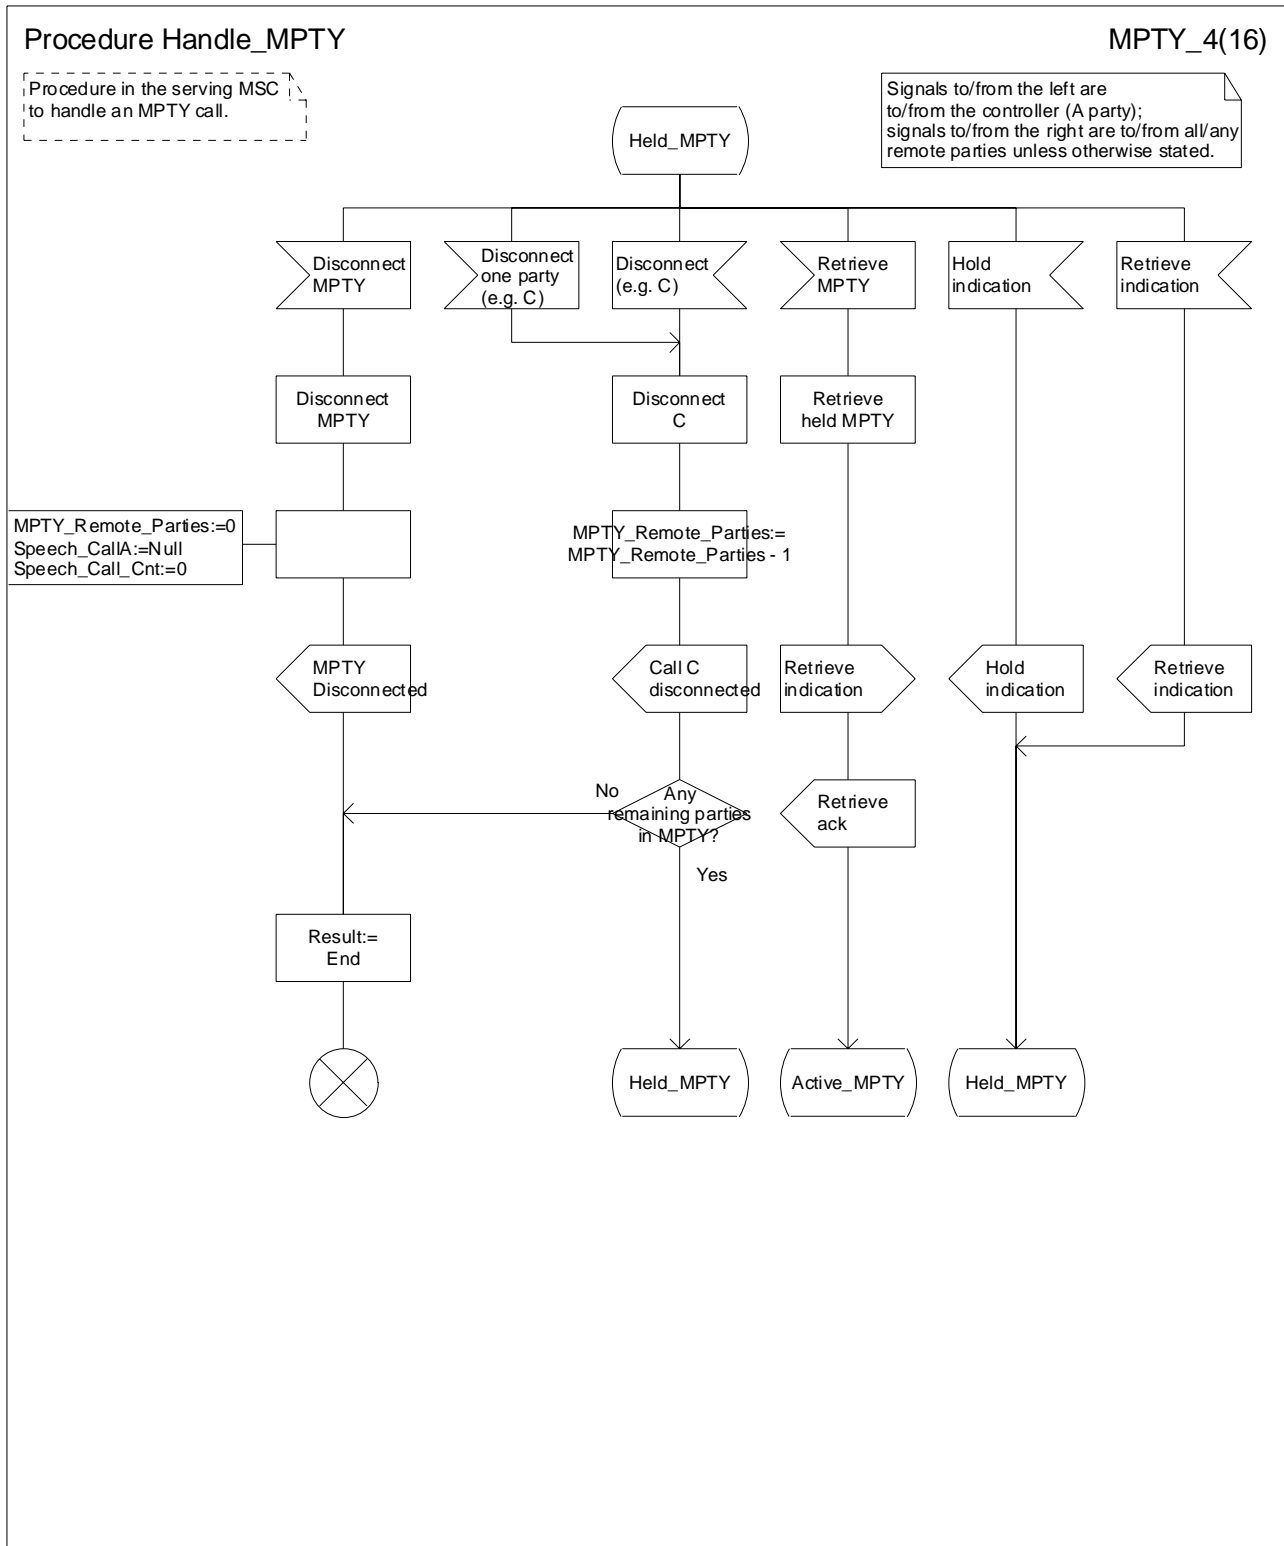 Procedure Handle_MPTY
MPTY_4(16)
Procedure in the serving MSC
to handle an MPTY call.
Signals to/from the left are
to/from the controller (A party);
signals to/from the right are to/from all/any
remote parties unless otherwise stated.
Held_MPTY
Disconnect
MPTY
Disconnect
one party
(e.g. C)
Disconnect
(e.g. C)
Retrieve
MPTY
Hold
indication
Retrieve
indication
Disconnect
MPTY
Disconnect
C
Retrieve
held MPTY
MPTY_Remote_Parties:=0
Speech_CallA:=Null
Speech_Call_Cnt:=0
MPTY_Remote_Parties:=
MPTY_Remote_Parties - 1
MPTY
Disconnected
Call C
disconnected
Retrieve
indication
Hold
indication
Retrieve
indication
No
Any
remaining parties
in MPTY?
Yes
Retrieve
ack
Result:=
End
Held_MPTY
Active_MPTY
Held_MPTY